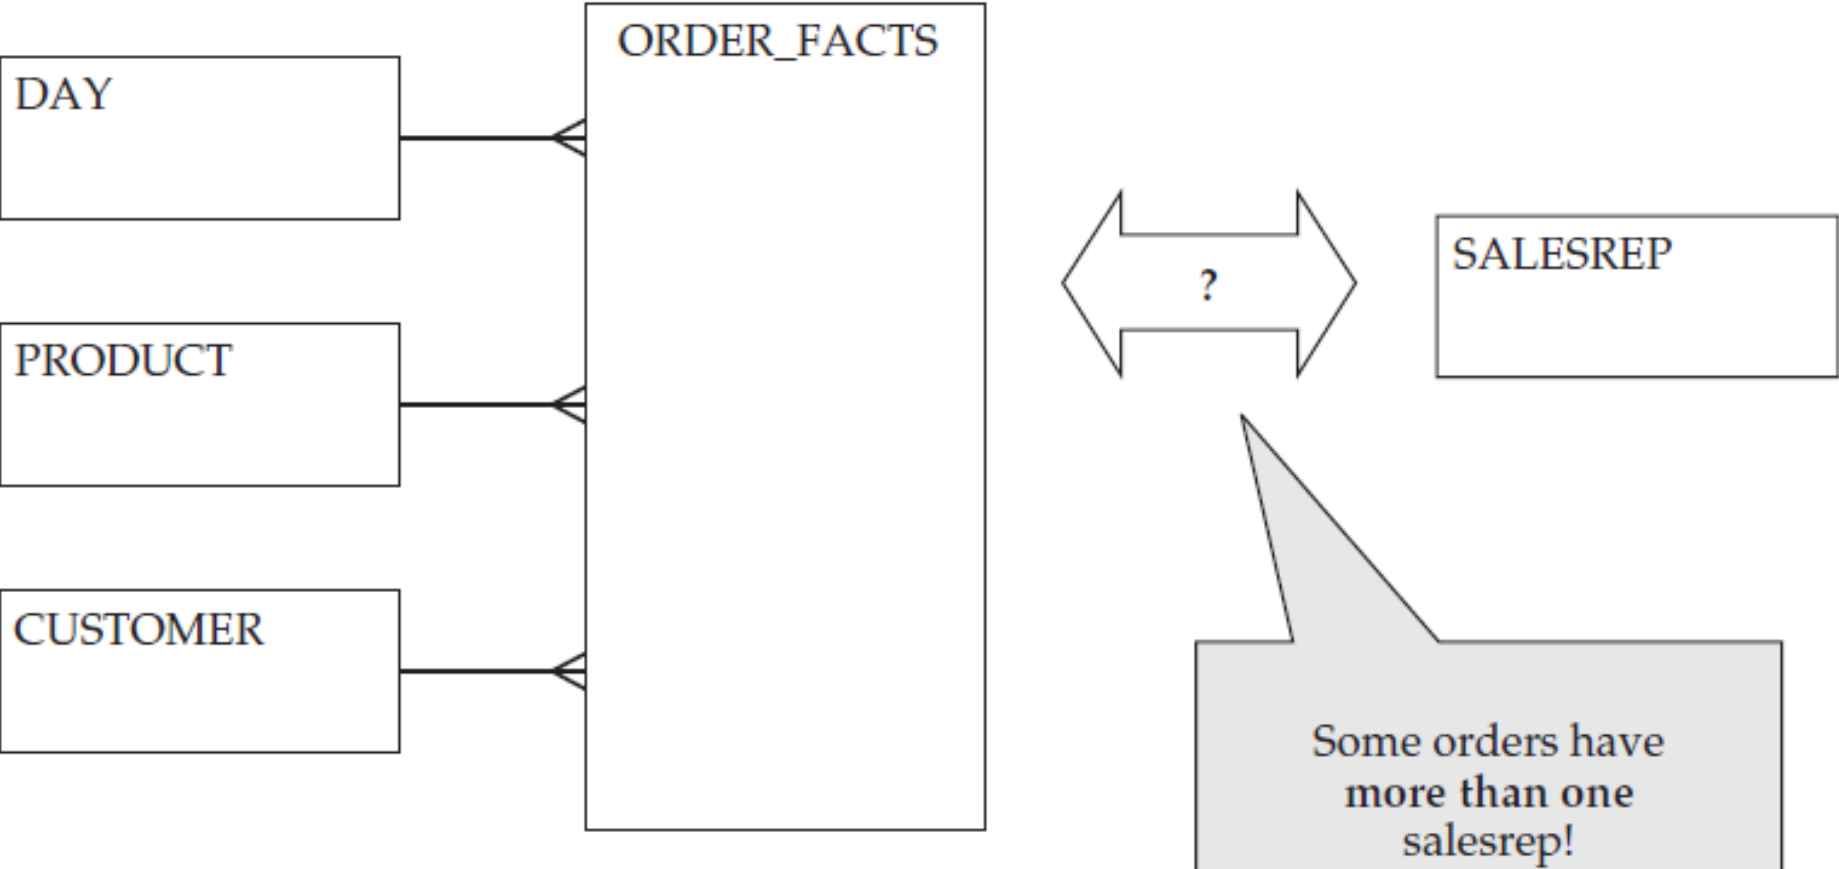 ORDER_FACTS
DAY
PRODUCT
CUSTOMER
?
SALESREP
Some orders have
more than one
salesrep!